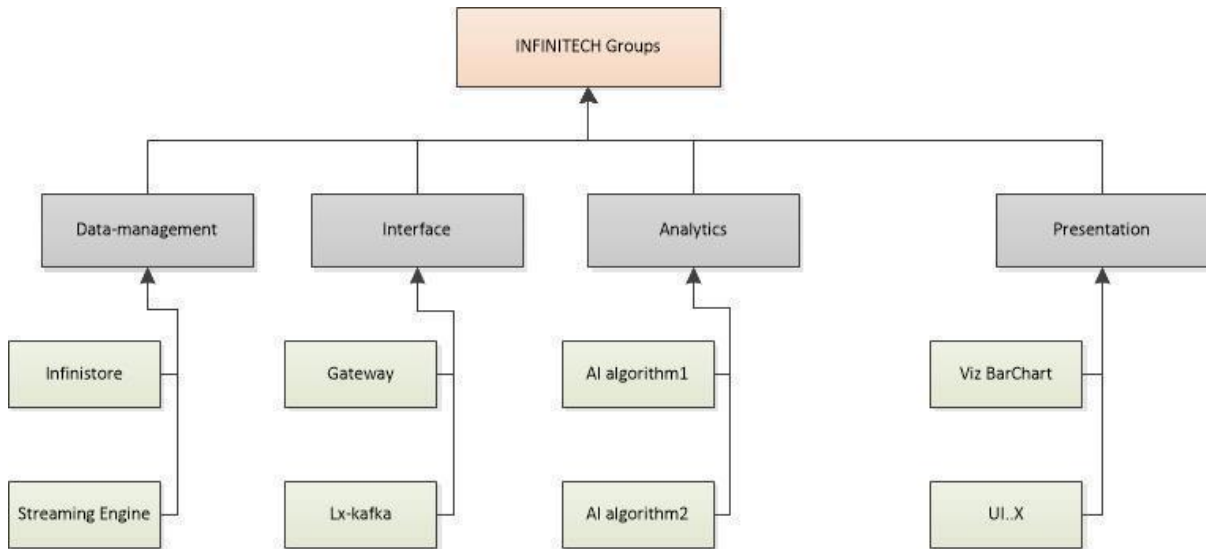 INFINITECH Groups
Data-management
Interface
Analytics
Presentation
Infinistore
Gateway
AI algorithm1
Viz BarChart
Streaming Engine
Lx-kafka
AI algorithm2
UI..X